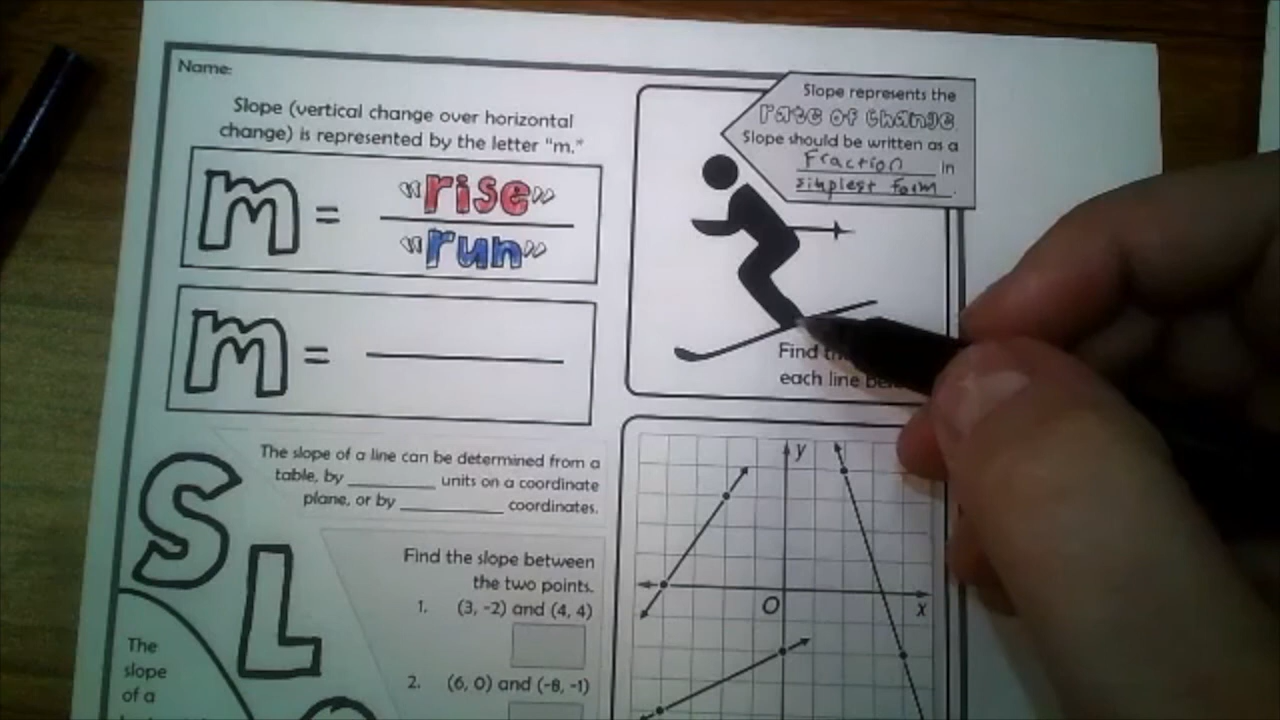 Name:
Slope (vertical change over horizontal
change) is represented by the letter "m."
m = "rise"
"run"
m =
The slope of a line can be determined from a
table, by ________ units on a coordinate
plane, or by __________ coordinates.
S
L
The
slope
of a
Find the slope between
the two points.
1. (3, -2) and (4, 4)
2. (6, 0) and (-8, -1)
Slope represents the
rate of change.
Slope should be written as a
Fraction in
simplest form.
Find
each line
y
O
x